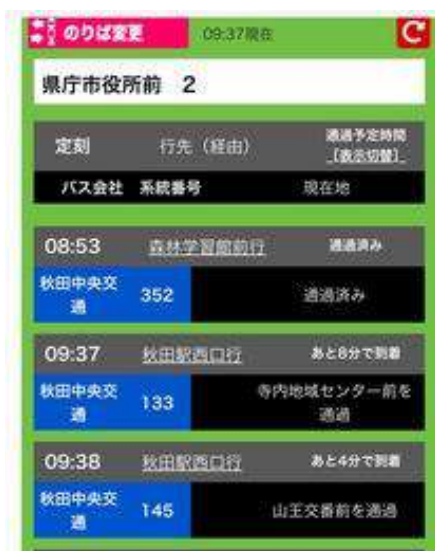 のりば変更 09:37現在
県庁市役所前 2
定刻 行先（経由） 通過予定時間
[表示切替]
バス会社 系統番号 現在地
08:53 森林学習館前行 通過済み
秋田中央交通 352 通過済み
09:37 秋田駅西口行 あと8分で到着
秋田中央交通 133 寺内地域センター前を
通過
09:38 秋田駅西口行 あと4分で到着
秋田中央交通 145 山王交番前を通過